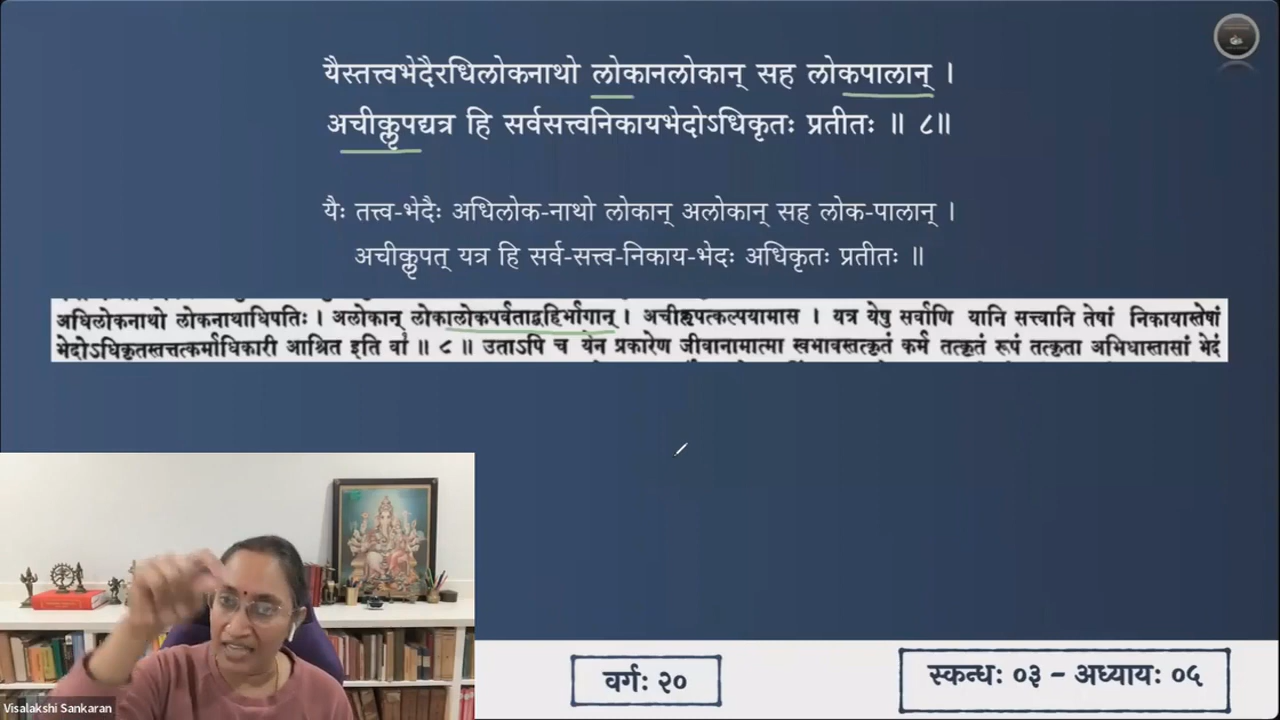 यैस्तत्त्वभेदैरधिलोकनाथो लोकानलोकान् सह लोकपालान् ।
अचीकॢपद्यत्र हि सर्वसत्त्वनिकायभेदोऽधिकृतः प्रतीतः ॥ ८॥
यैः तत्त्व-भेदैः अधिलोक-नाथो लोकान् अलोकान् सह लोक-पालान् ।
अचीकॢपत् यत्र हि सर्व-सत्त्व-निकाय-भेदः अधिकृतः प्रतीतः ॥
अधिलोकनाथो लोकनाथाधिपतिः । अलोकान् लोकालोकपर्वताद्बहिर्भागान् । अचीकॢपत्कल्पयामास । यत्र येषु सर्वाणि यानि सत्त्वानि तेषां निकायास्तेषां
भेदोऽधिकृतस्तत्तत्कर्माधिकारी आश्रित इति वा ॥ ८ ॥ उताऽपि च येन प्रकारेण जीवानामात्मा स्वभावस्तत्कृतं कर्म तत्कृतं रूपं तत्कृता अभिधास्तासां भेदं
Visalakshi Sankaran
वर्गः २०
स्कन्धः ०३ – अध्यायः ०५